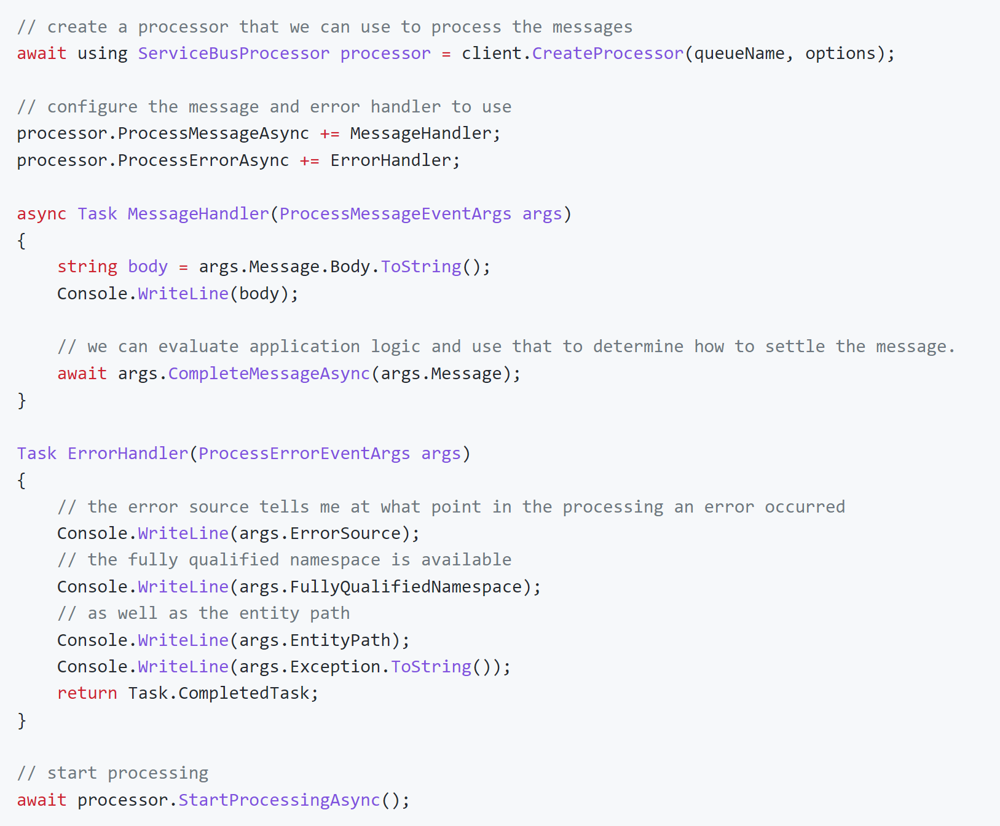 // create a processor that we can use to process the messages
await using ServiceBusProcessor processor = client.CreateProcessor(queueName, options);
// configure the message and error handler to use
processor.ProcessMessageAsync += MessageHandler;
processor.ProcessErrorAsync += ErrorHandler;
async Task MessageHandler(ProcessMessageEventArgs args)
{
    string body = args.Message.Body.ToString();
    Console.WriteLine(body);
    // we can evaluate application logic and use that to determine how to settle the message.
    await args.CompleteMessageAsync(args.Message);
}
Task ErrorHandler(ProcessErrorEventArgs args)
{
    // the error source tells me at what point in the processing an error occurred
    Console.WriteLine(args.ErrorSource);
    // the fully qualified namespace is available
    Console.WriteLine(args.FullyQualifiedNamespace);
    // as well as the entity path
    Console.WriteLine(args.EntityPath);
    Console.WriteLine(args.Exception.ToString());
    return Task.CompletedTask;
}
// start processing
await processor.StartProcessingAsync();